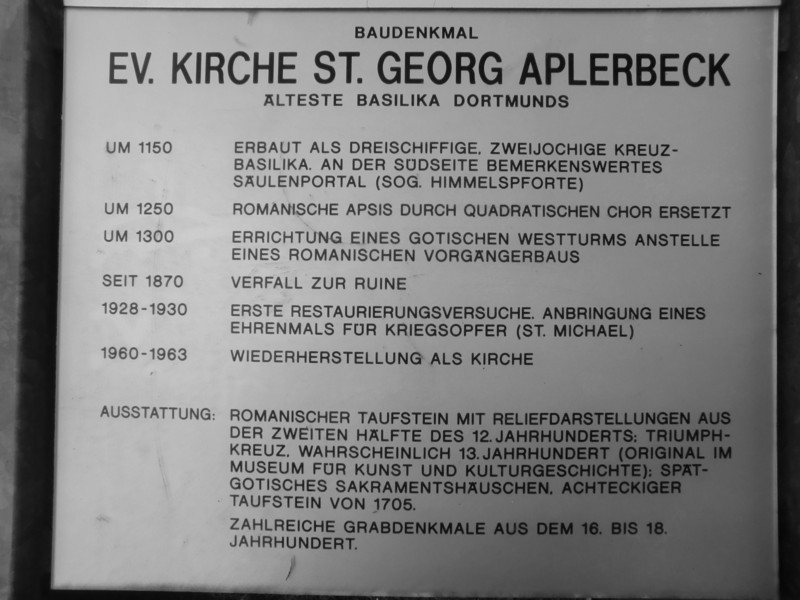 BAUDENKMAL
EV. KIRCHE ST. GEORG APLERBECK
ÄLTESTE BASILIKA DORTMUNDS
UM 1150 ERBAUT ALS DREISCHIFFIGE, ZWEIJOCHIGE KREUZ-
BASILIKA. AN DER SÜDSEITE BEMERKENSWERTES
SÄULENPORTAL (SOG. HIMMELSPFORTE)
UM 1250 ROMANISCHE APSIS DURCH QUADRATISCHEN CHOR ERSETZT
UM 1300 ERRICHTUNG EINES GOTISCHEN WESTTURMS ANSTELLE
EINES ROMANISCHEN VORGÄNGERBAUS
SEIT 1870 VERFALL ZUR RUINE
1928-1930 ERSTE RESTAURIERUNGSVERSUCHE. ANBRINGUNG EINES
EHRENMALS FÜR KRIEGSOPFER (ST. MICHAEL)
1960-1963 WIEDERHERSTELLUNG ALS KIRCHE
AUSSTATTUNG: ROMANISCHER TAUFSTEIN MIT RELIEFDARSTELLUNGEN AUS
DER ZWEITEN HÄLFTE DES 12. JAHRHUNDERTS; TRIUMPH-
KREUZ, WAHRSCHEINLICH 13. JAHRHUNDERT (ORIGINAL IM
MUSEUM FÜR KUNST UND KULTURGESCHICHTE); SPÄT-
GOTISCHES SAKRAMENTSHÄUSCHEN, ACHTECKIGER
TAUFSTEIN VON 1705.
ZAHLREICHE GRABDENKMALE AUS DEM 16. BIS 18.
JAHRHUNDERT.